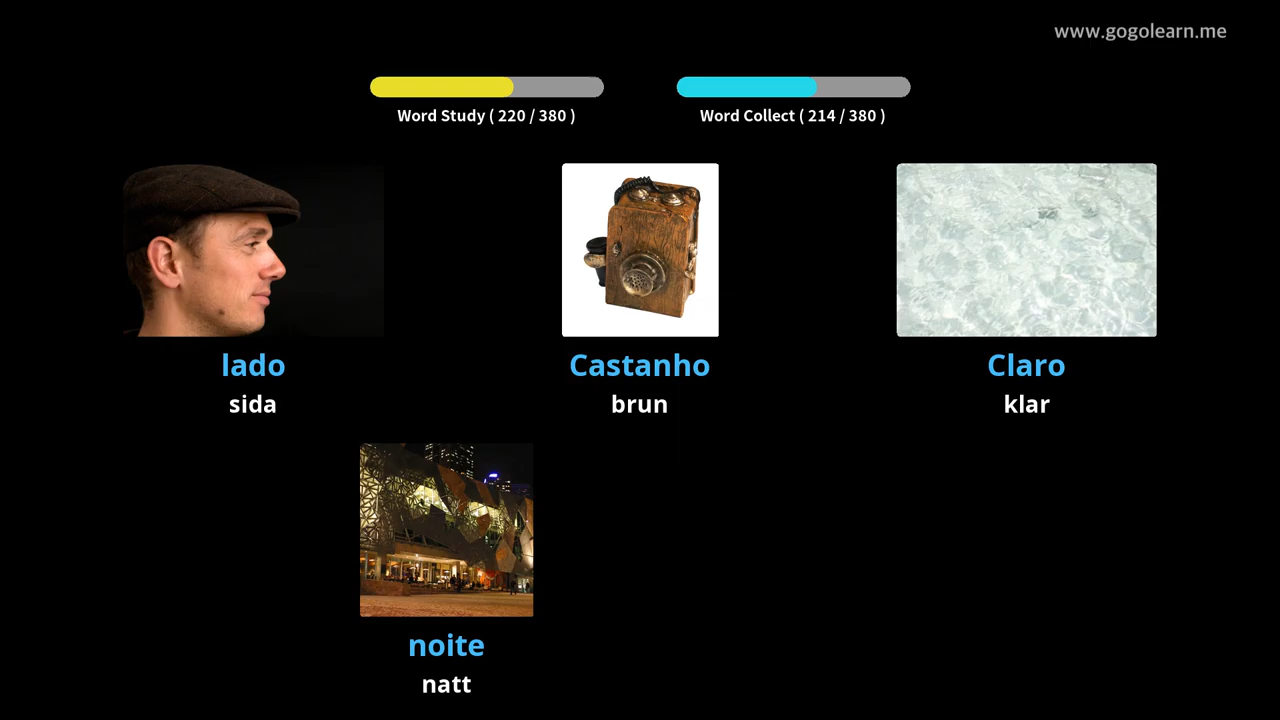 www.gogolearn.me
Word Study ( 220 / 380 )
Word Collect ( 214 / 380 )
lado
sida
Castanho
brun
Claro
klar
noite
natt